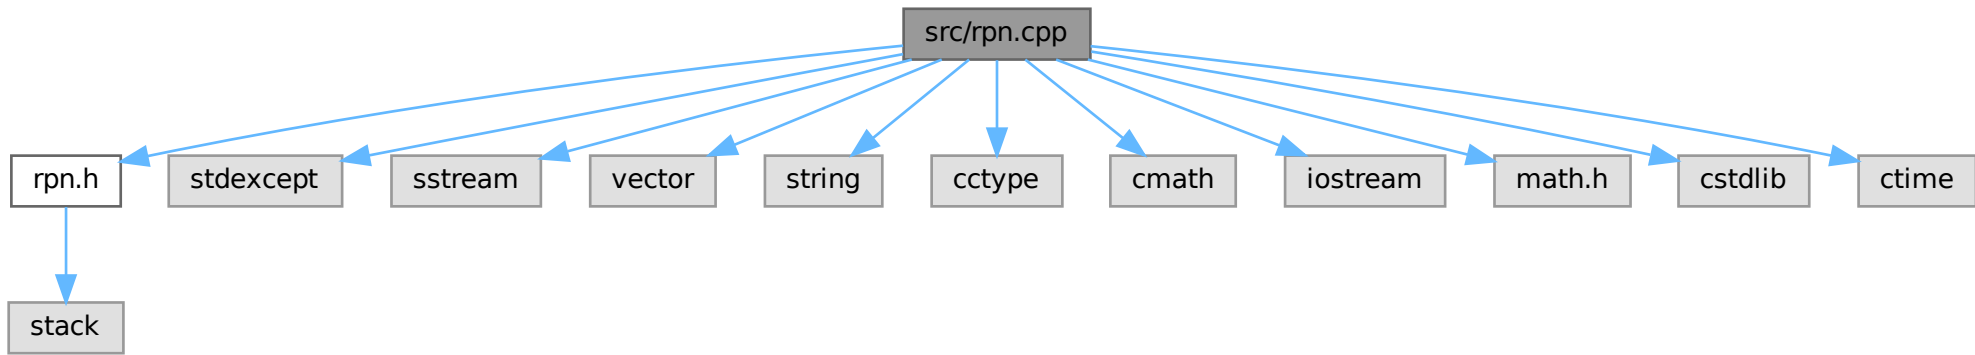 src/rpn.cpp
rpn.h
stdexcept
sstream
vector
string
cctype
cmath
iostream
math.h
cstdlib
ctime
stack